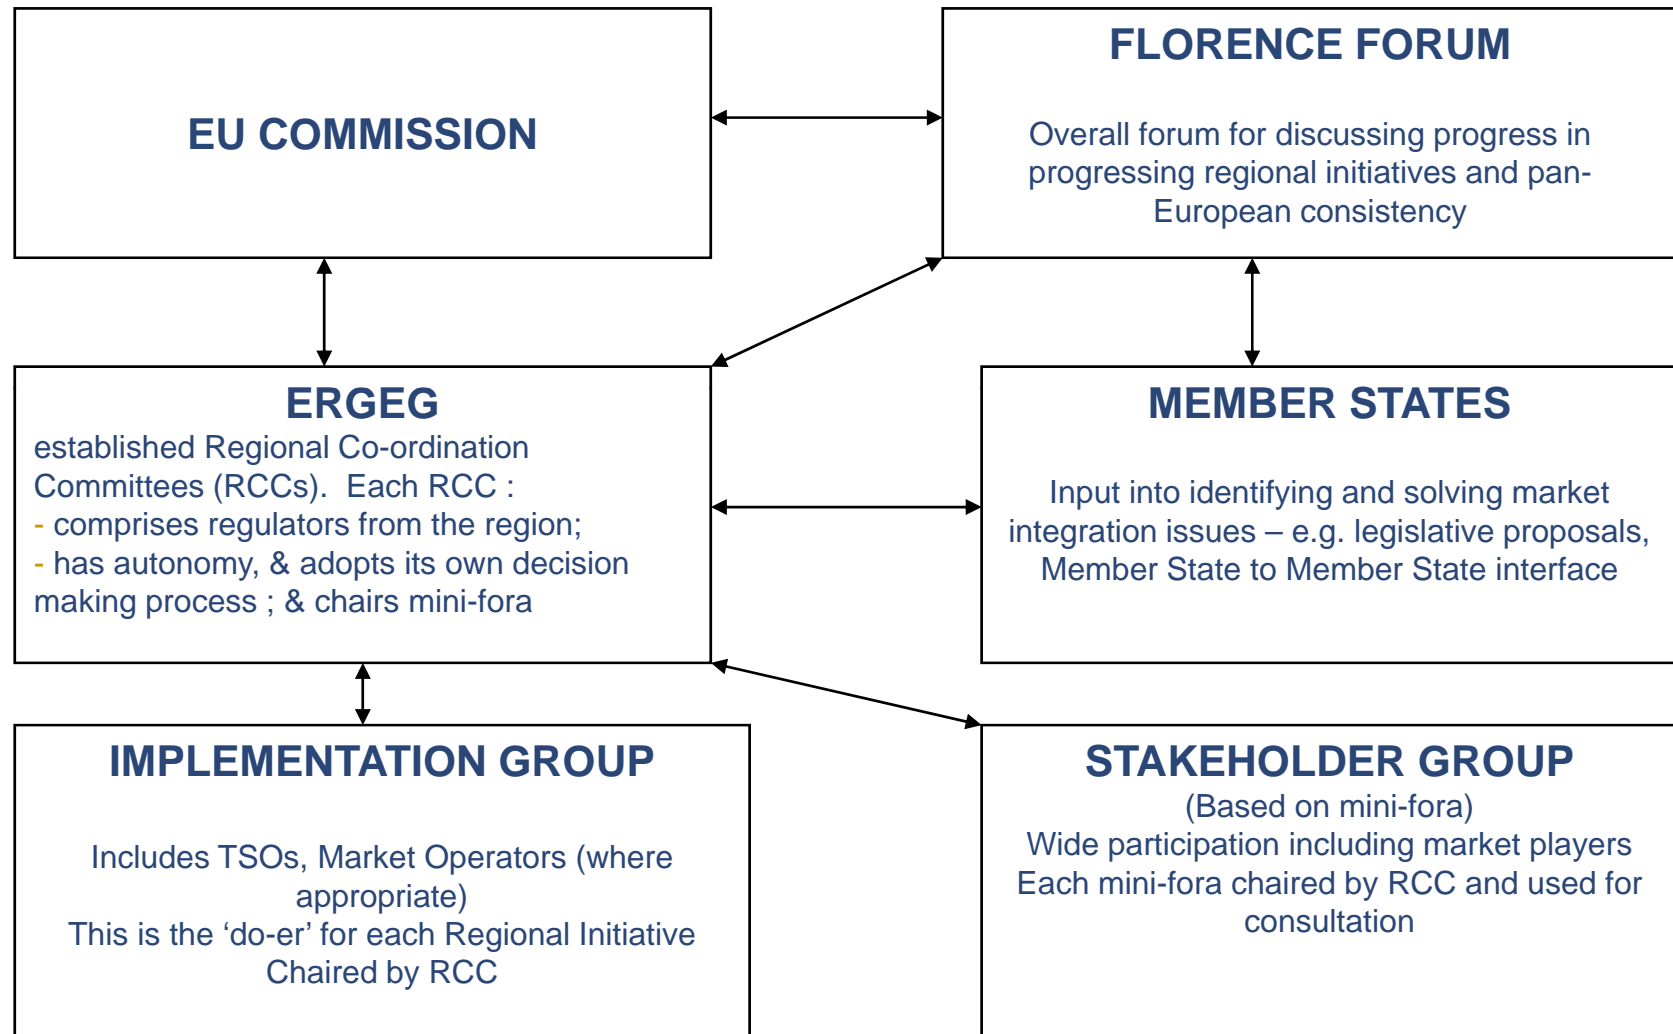 EU COMMISSION
FLORENCE FORUM
Overall forum for discussing progress in
progressing regional initiatives and pan-
European consistency
ERGEG
established Regional Co-ordination
Committees (RCCs).  Each RCC :
- comprises regulators from the region;
- has autonomy, & adopts its own decision
making process ; & chairs mini-fora
MEMBER STATES
Input into identifying and solving market
integration issues – e.g. legislative proposals,
Member State to Member State interface
IMPLEMENTATION GROUP
Includes TSOs, Market Operators (where
appropriate)
This is the ‘do-er’ for each Regional Initiative
Chaired by RCC
STAKEHOLDER GROUP
(Based on mini-fora)
Wide participation including market players
Each mini-fora chaired by RCC and used for
consultation